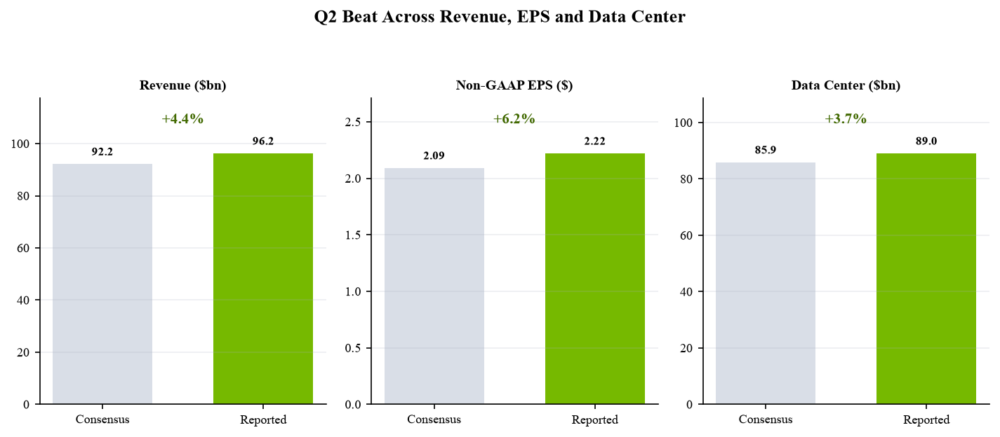 Q2 Beat Across Revenue, EPS and Data Center
Revenue ($bn)
+4.4%
92.2
96.2
100
80
60
40
20
0
Consensus
Reported
Non-GAAP EPS ($)
+6.2%
2.09
2.22
2.5
2.0
1.5
1.0
0.5
0.0
Consensus
Reported
Data Center ($bn)
+3.7%
85.9
89.0
100
80
60
40
20
0
Consensus
Reported